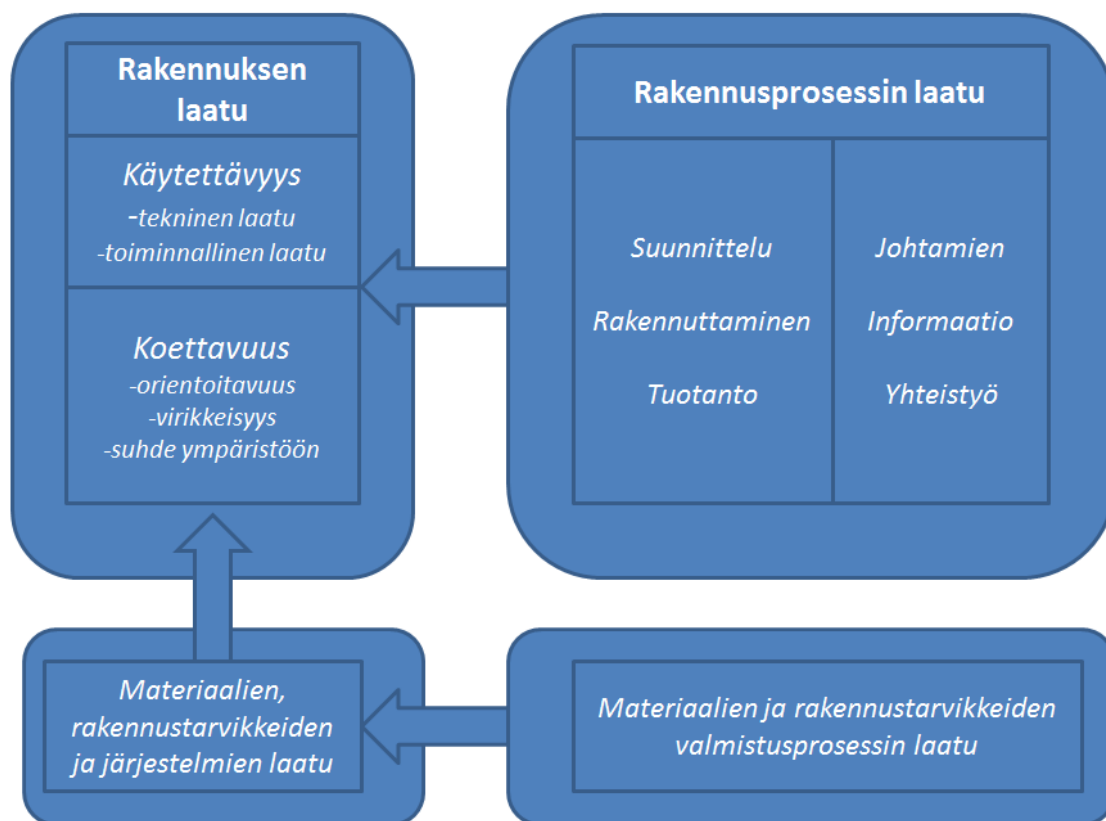 Rakennuksen
laatu
Käytettävyys
-tekninen laatu
-toiminnallinen laatu
Koettavuus
-orientoitavuus
-virikkeisyys
-suhde ympäristöön
Rakennusprosessin laatu
Suunnittelu
Rakennuttaminen
Tuotanto
Johtamien
Informaatio
Yhteistyö
Materiaalien,
rakennustarvikkeiden
ja järjestelmien laatu
Materiaalien ja rakennustarvikkeiden
valmistusprosessin laatu